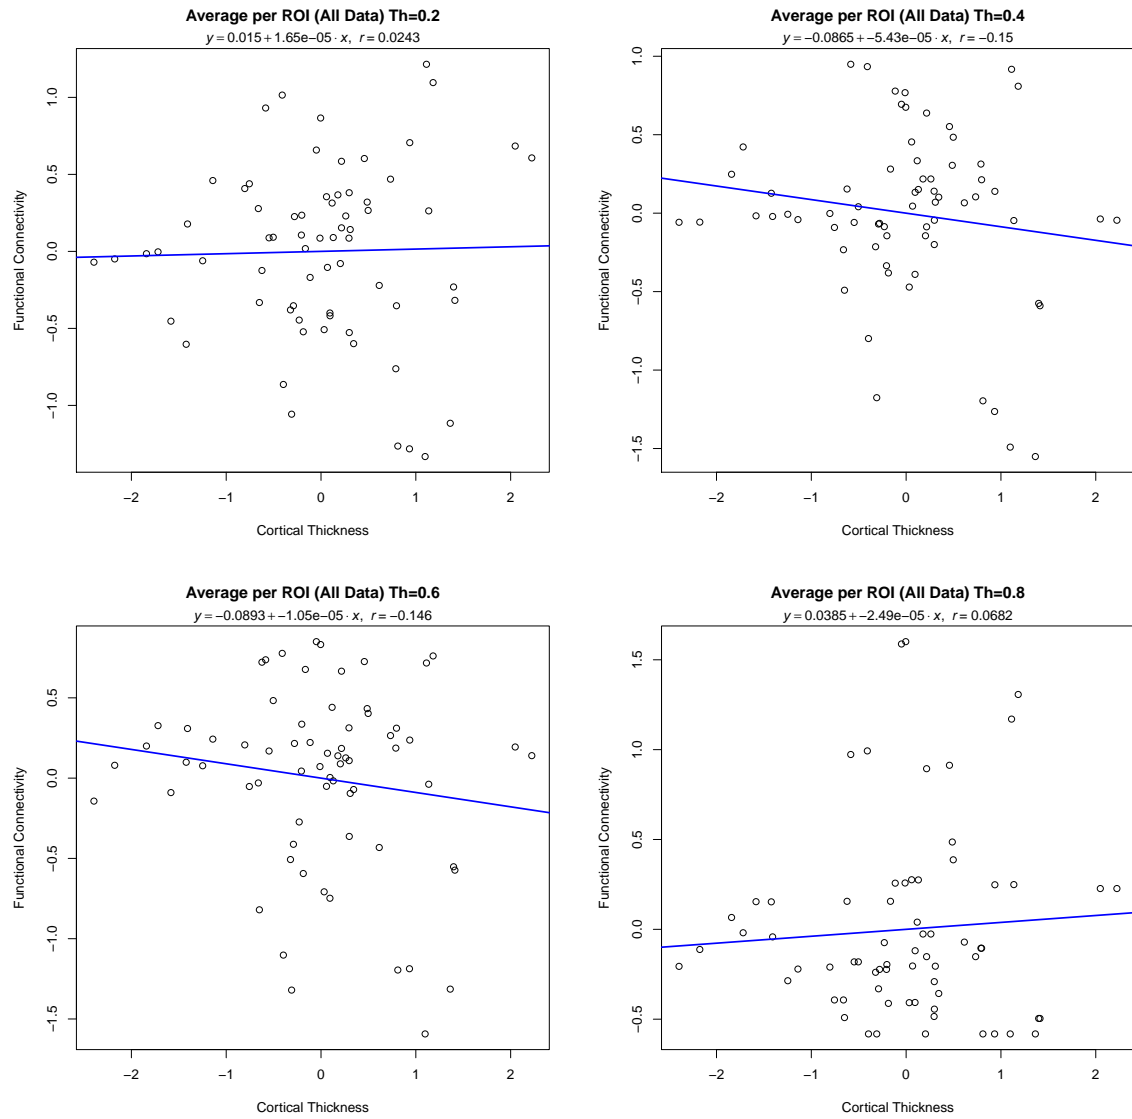 Average per ROI (All Data) Th=0.2
y = 0.015 + 1.65e−05 · x, r = 0.0243
Functional Connectivity
1.0
0.5
0.0
−0.5
−1.0
−2 −1 0 1 2
Cortical Thickness
Average per ROI (All Data) Th=0.4
y = −0.0865 + −5.43e−05 · x, r = −0.15
Functional Connectivity
1.0
0.5
0.0
−0.5
−1.0
−1.5
−2 −1 0 1 2
Cortical Thickness
Average per ROI (All Data) Th=0.6
y = −0.0893 + −1.05e−05 · x, r = −0.146
Functional Connectivity
0.5
0.0
−0.5
−1.0
−1.5
−2 −1 0 1 2
Cortical Thickness
Average per ROI (All Data) Th=0.8
y = 0.0385 + −2.49e−05 · x, r = 0.0682
Functional Connectivity
1.5
1.0
0.5
0.0
−0.5
−2 −1 0 1 2
Cortical Thickness